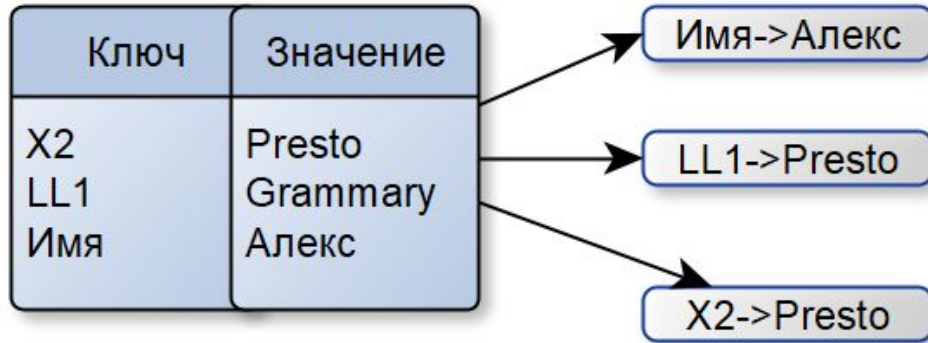 Ключ Значение
X2 Presto
LL1 Grammary
Имя Алекс
Имя->Алекс
LL1->Presto
X2->Presto